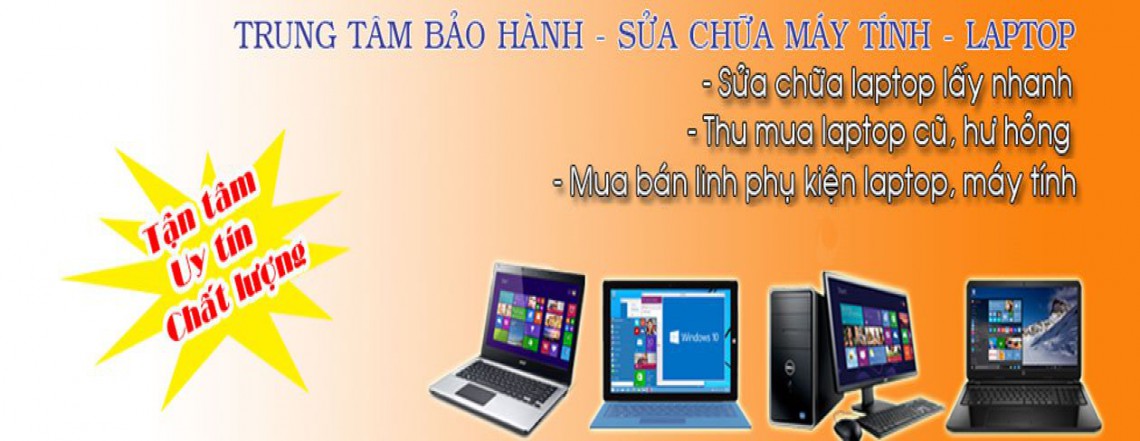 TRUNG TÂM BẢO HÀNH - SỬA CHỮA MÁY TÍNH - LAPTOP
- Sửa chữa laptop lấy nhanh
- Thu mua laptop cũ, hư hỏng
- Mua bán linh phụ kiện laptop, máy tính
Tận tâm
Uy tín
Chất lượng
Windows 10